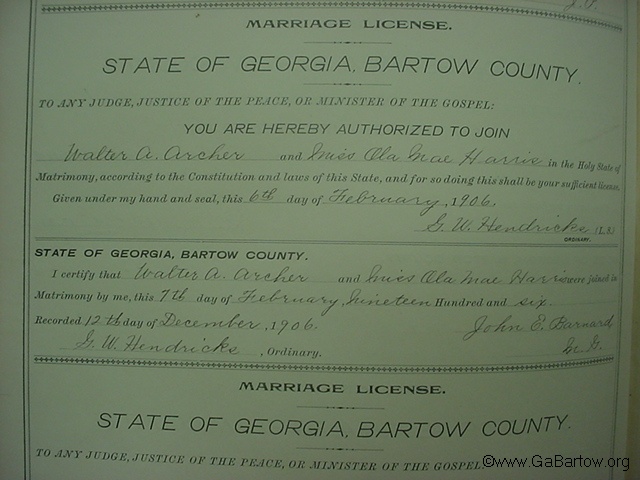 J. P.
MARRIAGE LICENSE.
STATE OF GEORGIA, BARTOW COUNTY.
TO ANY JUDGE, JUSTICE OF THE PEACE, OR MINISTER OF THE GOSPEL:
YOU ARE HEREBY AUTHORIZED TO JOIN
Walter A. Archer and Miss Ola Mae Harris in the Holy State of
Matrimony, according to the Constitution and laws of this State, and for so doing this shall be your sufficient license.
Given under my hand and seal, this 6th day of February, 1906.
G. W. Hendricks (L.S.)
ORDINARY.
STATE OF GEORGIA, BARTOW COUNTY.
I certify that Walter A. Archer and Miss Ola Mae Harris were joined in
Matrimony by me, this 7th day of February, Nineteen Hundred and six.
Recorded 12th day of December, 1906. John E. Barnard,
G. W. Hendricks, Ordinary. M. G.
MARRIAGE LICENSE.
STATE OF GEORGIA, BARTOW COUNTY.
TO ANY JUDGE, JUSTICE OF THE PEACE, OR MINISTER OF THE GOSPEL:
©www.GaBartow.org